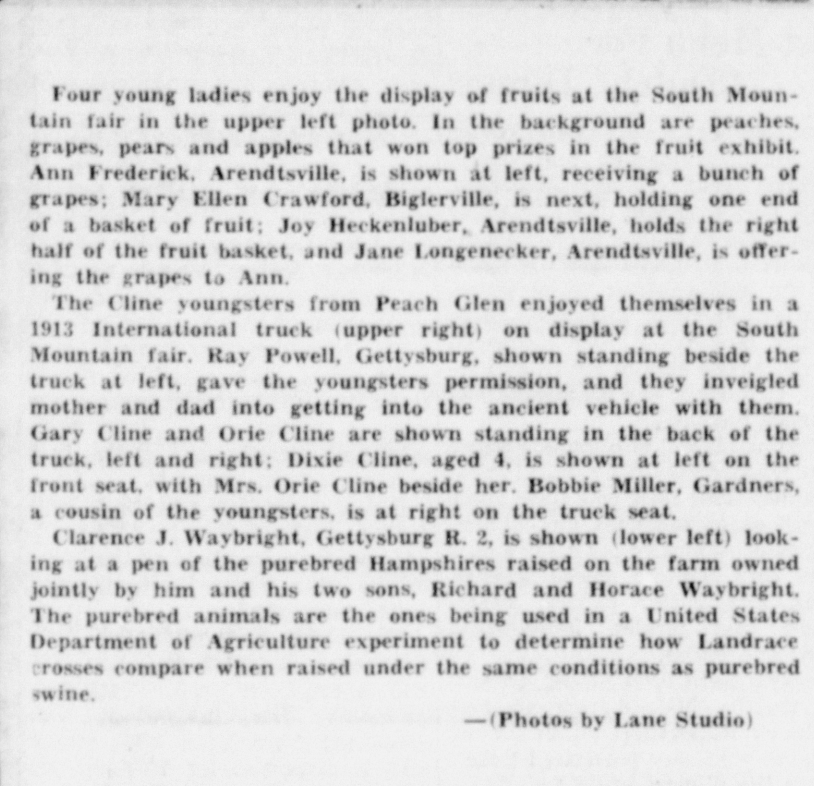 Four young ladies enjoy the display of fruits at the South Moun-
tain fair in the upper left photo. In the background are peaches,
grapes, pears and apples that won top prizes in the fruit exhibit.
Ann Frederick, Arendtsville, is shown at left, receiving a bunch of
grapes; Mary Ellen Crawford, Biglerville, is next, holding one end
of a basket of fruit; Joy Heckenluber, Arendtsville, holds the right
half of the fruit basket, and Jane Longenecker, Arendtsville, is offer-
ing the grapes to Ann.
The Cline youngsters from Peach Glen enjoyed themselves in a
1913 International truck (upper right) on display at the South
Mountain fair. Ray Powell, Gettysburg, shown standing beside the
truck at left, gave the youngsters permission, and they inveigled
mother and dad into getting into the ancient vehicle with them.
Gary Cline and Orie Cline are shown standing in the back of the
truck, left and right; Dixie Cline, aged 4, is shown at left on the
front seat, with Mrs. Orie Cline beside her. Bobbie Miller, Gardners,
a cousin of the youngsters, is at right on the truck seat.
Clarence J. Waybright, Gettysburg R. 2, is shown (lower left) look-
ing at a pen of the purebred Hampshires raised on the farm owned
jointly by him and his two sons, Richard and Horace Waybright.
The purebred animals are the ones being used in a United States
Department of Agriculture experiment to determine how Landrace
crosses compare when raised under the same conditions as purebred
swine.
—(Photos by Lane Studio)